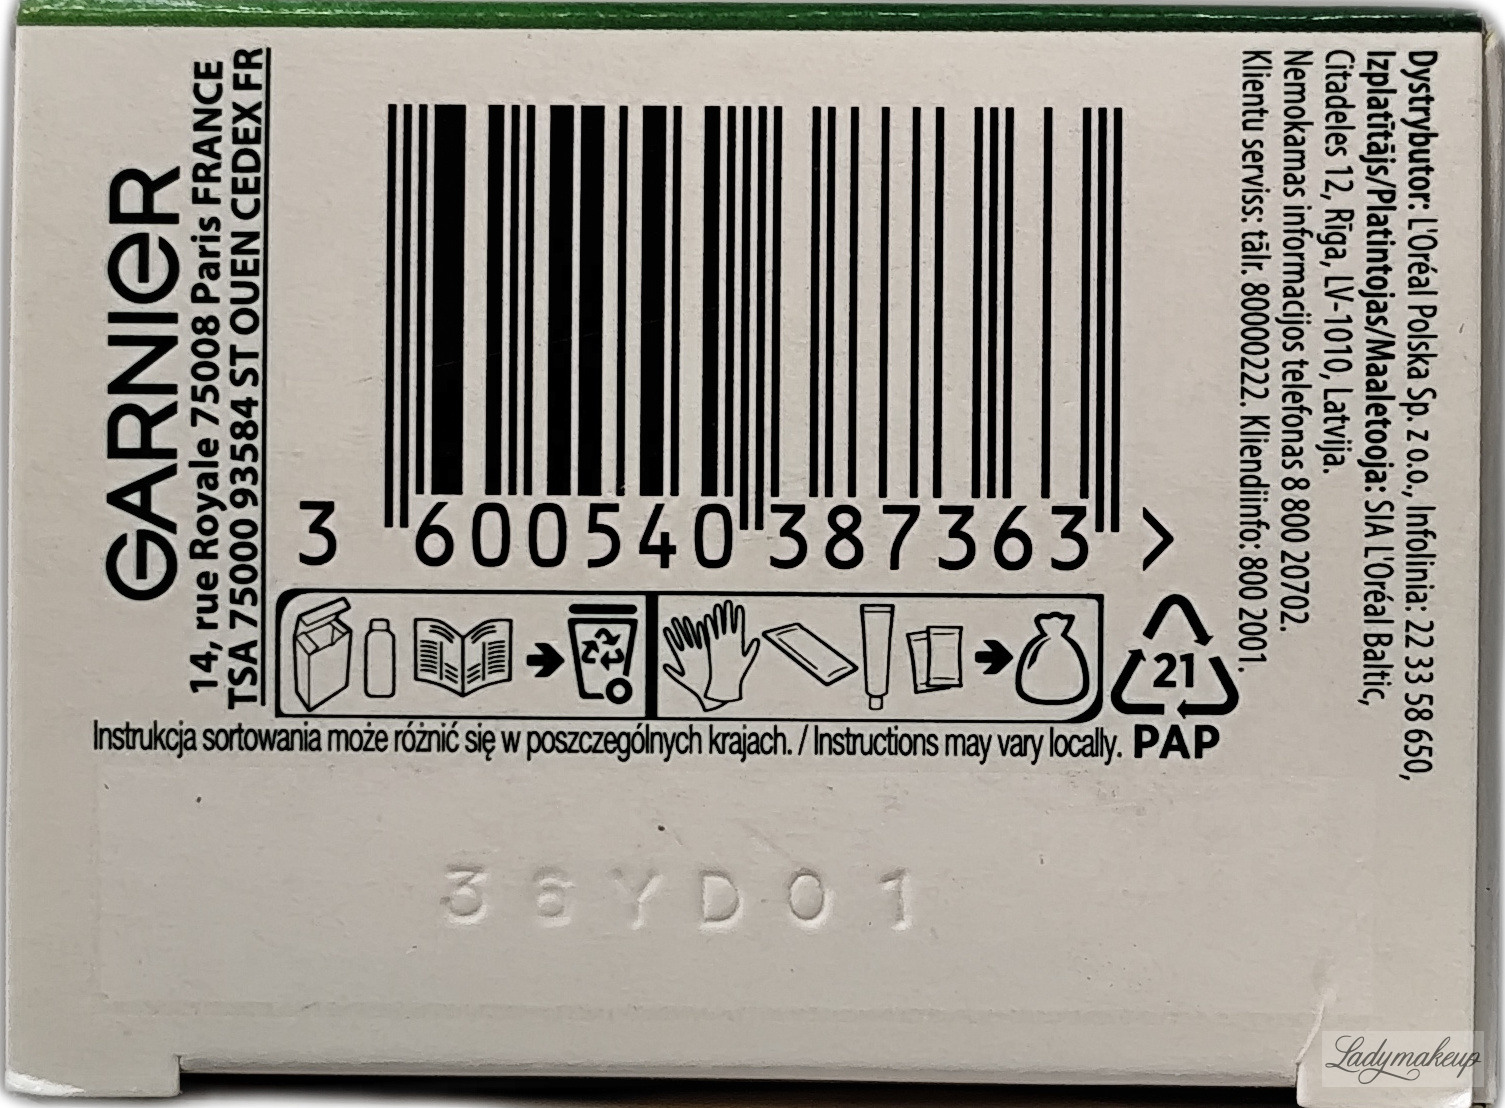 GARNIER
14, rue Royale 75008 Paris FRANCE
TSA 75000 93584 ST OUEN CEDEX FR
3 600540 387363 >
Dystrybutor: L'Oréal Polska Sp. z o.o., Infolinia: 22 33 58 650,
Izplatītājs/Platintojas/Maaletooja: SIA L'Oréal Baltic,
Citadeles 12, Rīga, LV-1010, Latvija.
Nemokamas informacijos telefonas 8 800 20702.
Klientu serviss: tālr. 80000222. Kliendiinfo: 800 2001.
21
PAP
Instrukcja sortowania może różnić się w poszczególnych krajach. / Instructions may vary locally.
36YD01
Ladymakeup